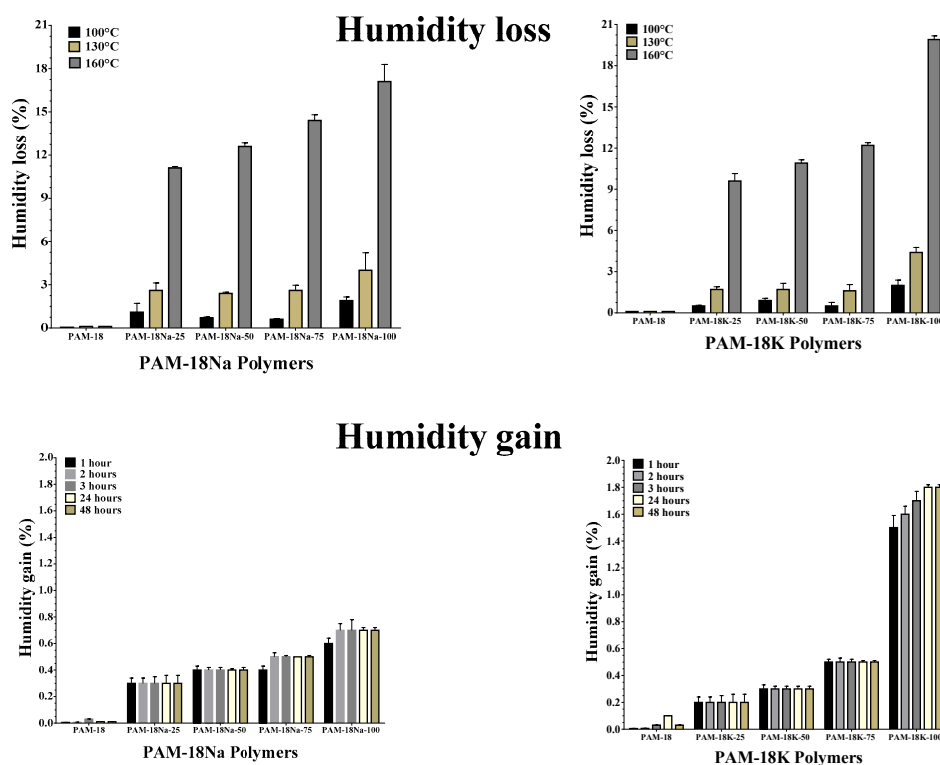 Humidity loss
21
18
15
12
9
6
3
0
Humidity loss (%)
100°C
130°C
160°C
PAM-18 PAM-18Na-25 PAM-18Na-50 PAM-18Na-75 PAM-18Na-100
PAM-18Na Polymers
21
18
15
12
9
6
3
0
Humidity loss (%)
100°C
130°C
160°C
PAM-18 PAM-18K-25 PAM-18K-50 PAM-18K-75 PAM-18K-100
PAM-18K Polymers
Humidity gain
2.0
1.8
1.6
1.4
1.2
1.0
0.8
0.6
0.4
0.2
0.0
Humidity gain (%)
1 hour
2 hours
3 hours
24 hours
48 hours
PAM-18 PAM-18Na-25 PAM-18Na-50 PAM-18Na-75 PAM-18Na-100
PAM-18Na Polymers
2.0
1.8
1.6
1.4
1.2
1.0
0.8
0.6
0.4
0.2
0.0
Humidity gain (%)
1 hour
2 hours
3 hours
24 hours
48 hours
PAM-18 PAM-18K-25 PAM-18K-50 PAM-18K-75 PAM-18K-100
PAM-18K Polymers